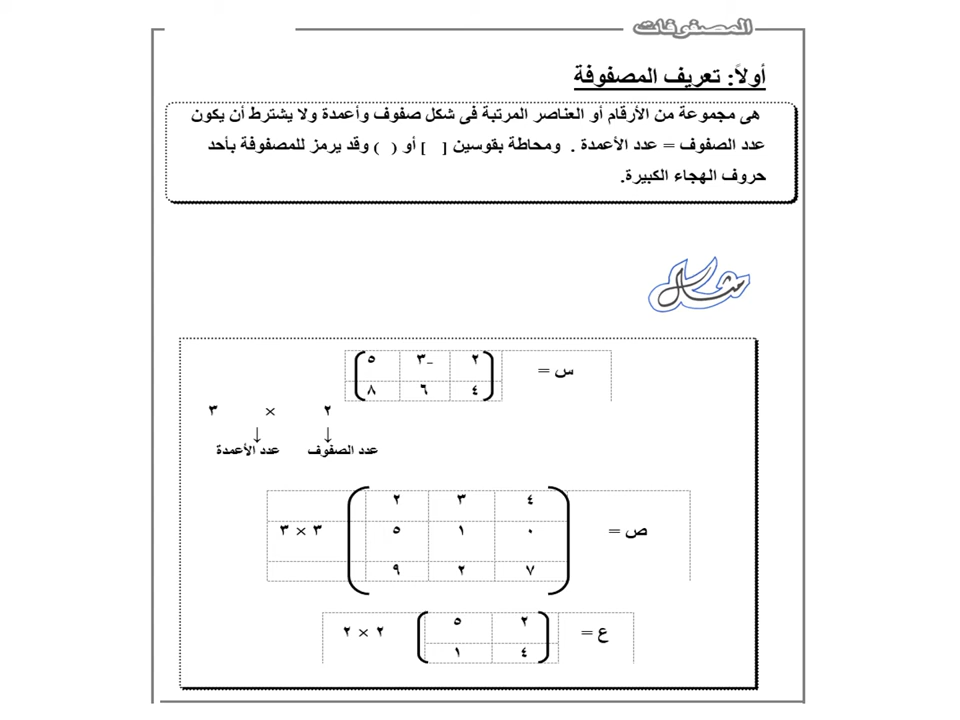 المصفوفات
أولاً: تعريف المصفوفة
هى مجموعة من الأرقام أو العناصر المرتبة فى شكل صفوف وأعمدة ولا يشترط أن يكون
عدد الصفوف = عدد الأعمدة . ومحاطة بقوسين [ ] أو ( ) وقد يرمز للمصفوفة بأحد
حروف الهجاء الكبيرة.
مثال
س = ٢ -٣ ٥
٤ ٦ ٨
٢ × ٣
↓ ↓
عدد الصفوف عدد الأعمدة
٤ ٣ ٢
ص = ٠ ١ ٥ ٣ × ٣
٧ ٢ ٩
ع = ٢ ٥ ٢ × ٢
٤ ١